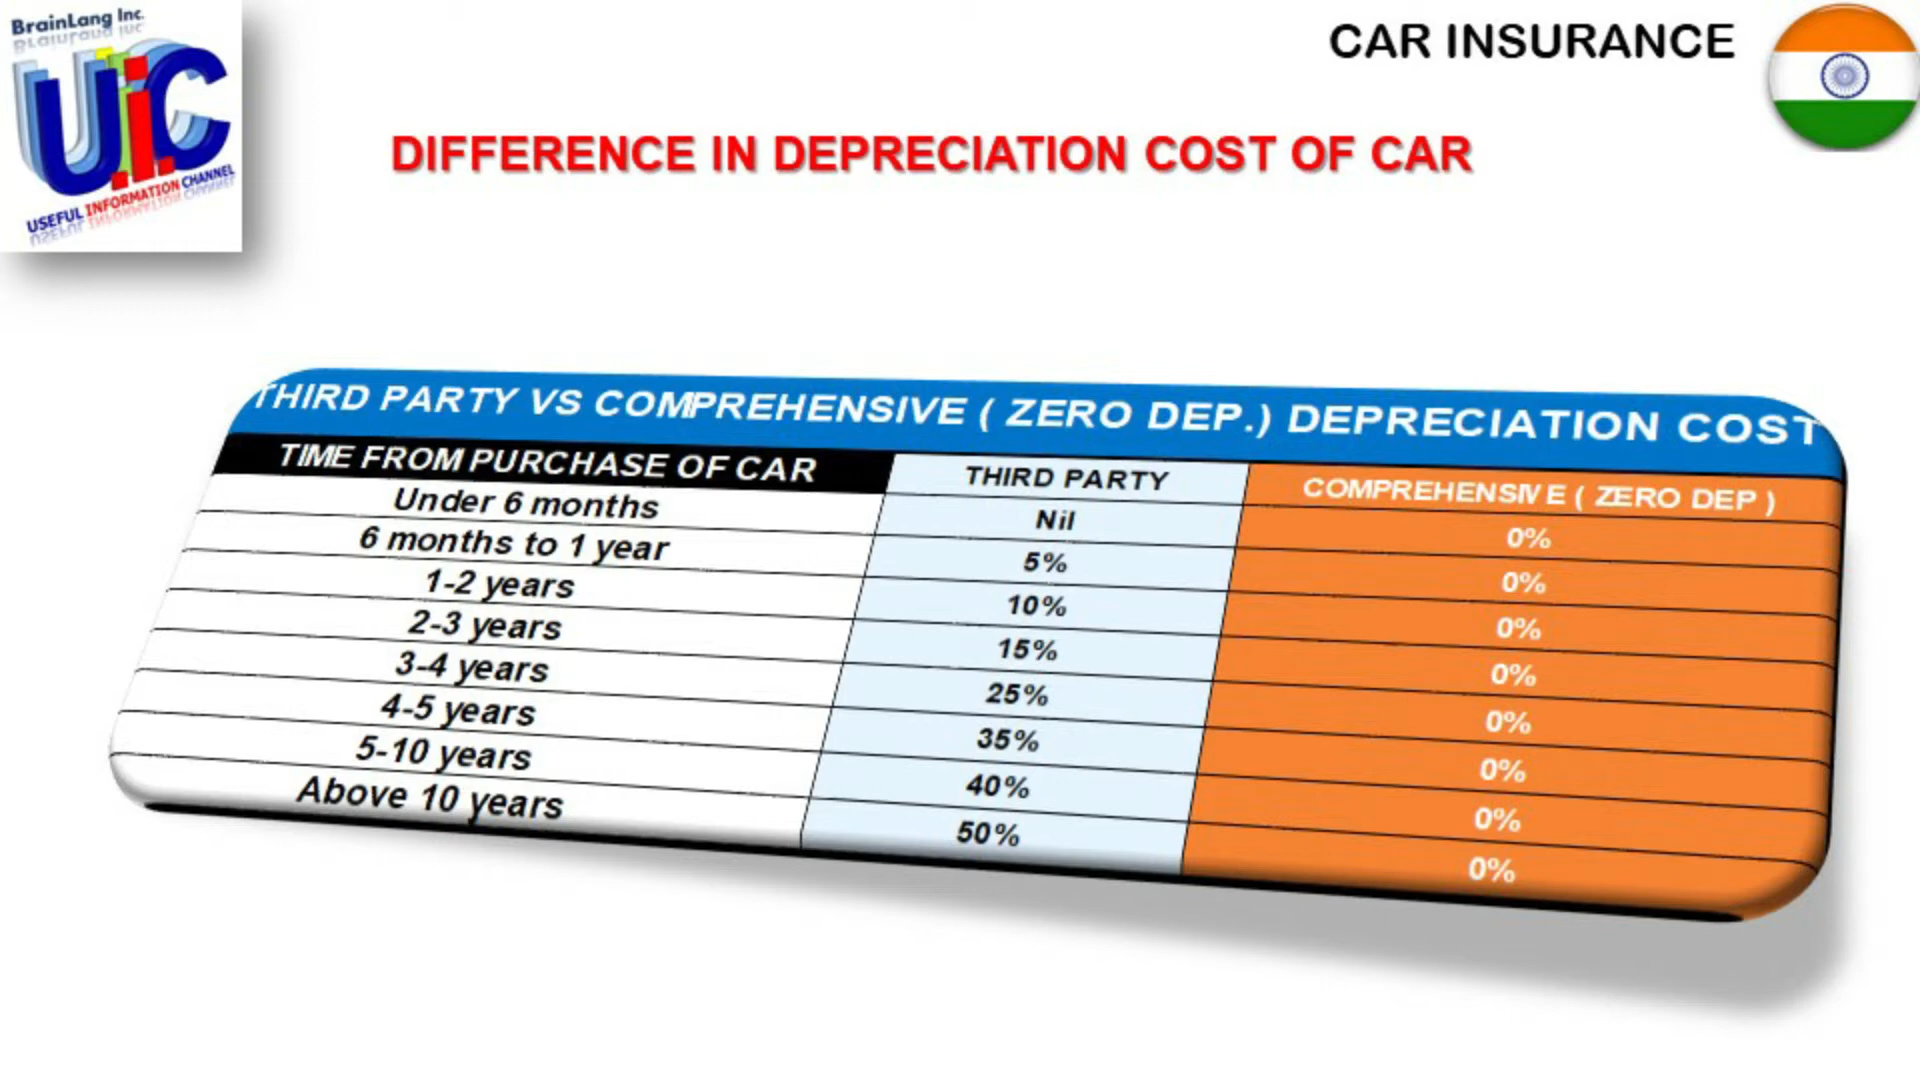 BrainLang Inc.
U.i.C
USEFUL INFORMATION CHANNEL
CAR INSURANCE
DIFFERENCE IN DEPRECIATION COST OF CAR
THIRD PARTY VS COMPREHENSIVE ( ZERO DEP.) DEPRECIATION COST
TIME FROM PURCHASE OF CAR THIRD PARTY COMPREHENSIVE ( ZERO DEP )
Under 6 months Nil 0%
6 months to 1 year 5% 0%
1-2 years 10% 0%
2-3 years 15% 0%
3-4 years 25% 0%
4-5 years 35% 0%
5-10 years 40% 0%
Above 10 years 50% 0%